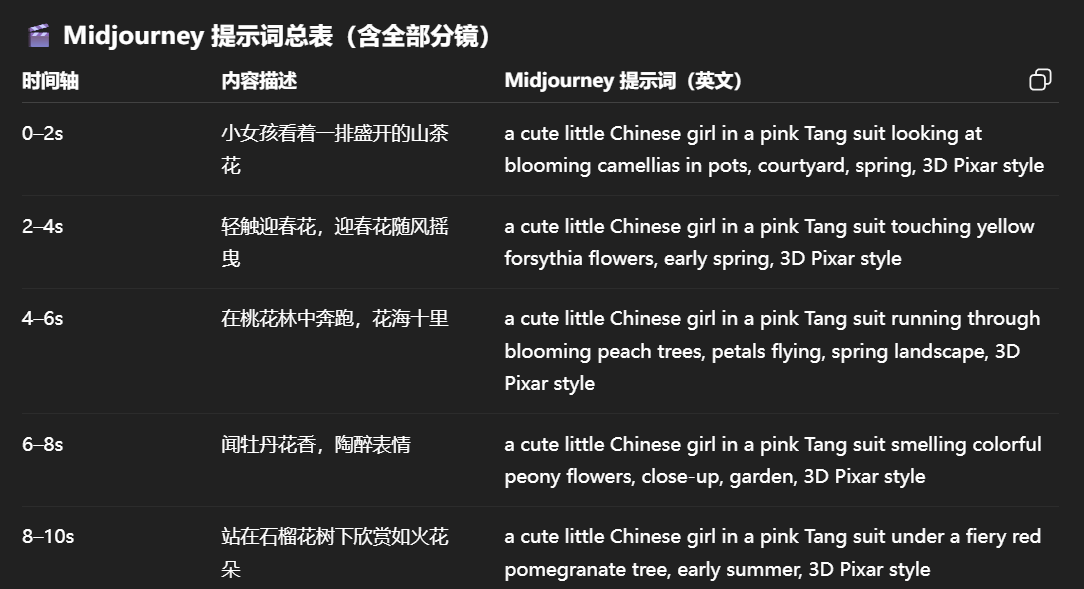 🎬 Midjourney 提示词总表（含全部分镜）
时间轴 内容描述 Midjourney 提示词（英文）
0–2s 小女孩看着一排盛开的山茶 a cute little Chinese girl in a pink Tang suit looking at
花 blooming camellias in pots, courtyard, spring, 3D Pixar style
2–4s 轻触迎春花，迎春花随风摇 a cute little Chinese girl in a pink Tang suit touching yellow
曳 forsythia flowers, early spring, 3D Pixar style
4–6s 在桃花林中奔跑，花海十里 a cute little Chinese girl in a pink Tang suit running through
blooming peach trees, petals flying, spring landscape, 3D
Pixar style
6–8s 闻牡丹花香，陶醉表情 a cute little Chinese girl in a pink Tang suit smelling colorful
peony flowers, close-up, garden, 3D Pixar style
8–10s 站在石榴花树下欣赏如火花 a cute little Chinese girl in a pink Tang suit under a fiery red
朵 pomegranate tree, early summer, 3D Pixar style